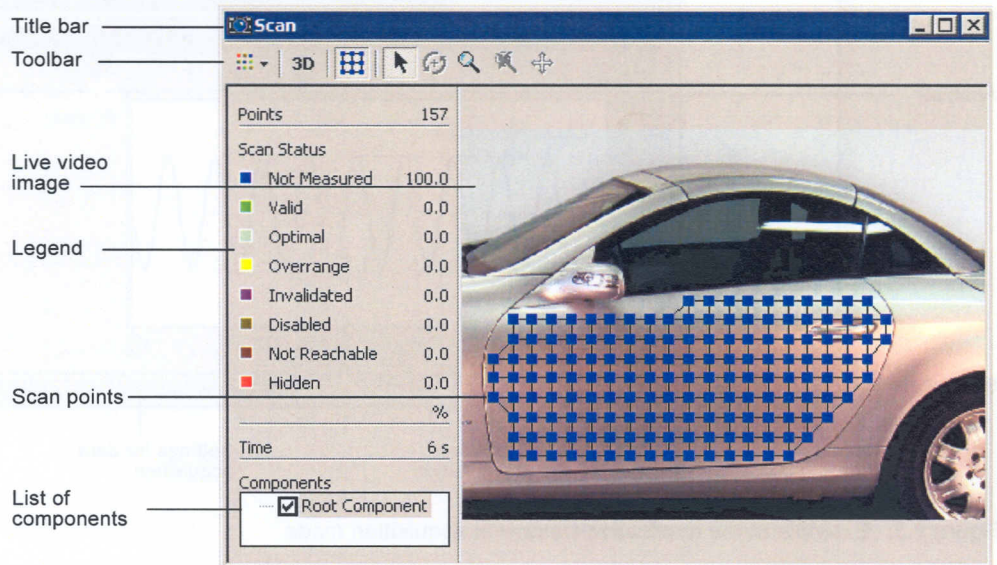 Title bar
Scan
Toolbar
3D
Points 157
Scan Status
Live video
image
Not Measured 100.0
Valid 0.0
Legend
Optimal 0.0
Overrange 0.0
Invalidated 0.0
Disabled 0.0
Not Reachable 0.0
Scan points
Hidden 0.0
%
Time 6 s
Components
List of
components
Root Component